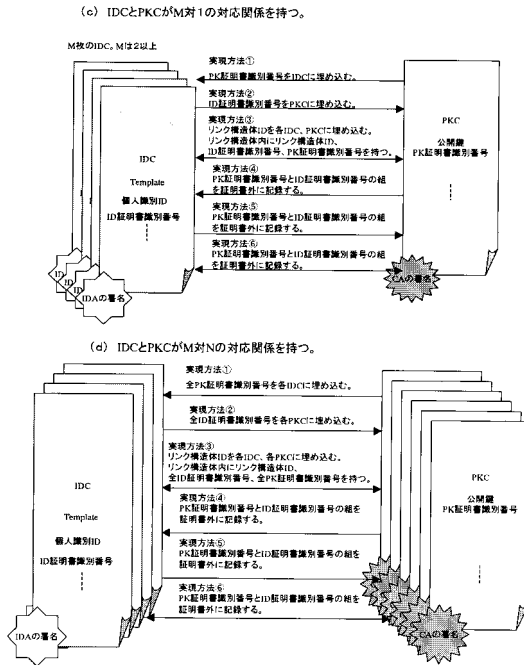 (c) IDCとPKCがM対1の対応関係を持つ。
M枚のIDC。Mは2以上
実現方法①
PK証明書識別番号をIDCに埋め込む。
実現方法②
ID証明書識別番号をPKCに埋め込む。
実現方法③
リンク構造体IDを各IDC、PKCに埋め込む。
リンク構造体内にリンク構造体ID、
ID証明書識別番号、PK証明書識別番号を持つ。
実現方法④
PK証明書識別番号とID証明書識別番号の組
を証明書外に記録する。
実現方法⑤
PK証明書識別番号とID証明書識別番号の組
を証明書外に記録する。
実現方法⑥
PK証明書識別番号とID証明書識別番号の組
を証明書外に記録する。
IDC
Template
個人識別ID
ID証明書識別番号
ID
ID
ID
IDAの署名
PKC
公開鍵
PK証明書識別番号
CAの署名
(d) IDCとPKCがM対Nの対応関係を持つ。
実現方法①
全PK証明書識別番号を各IDCに埋め込む。
実現方法②
全ID証明書識別番号を各PKCに埋め込む。
実現方法③
リンク構造体IDを各IDC、各PKCに埋め込む。
リンク構造体内にリンク構造体ID、
全ID証明書識別番号、全PK証明書識別番号を持つ。
実現方法④
PK証明書識別番号とID証明書識別番号の組を
証明書外に記録する。
実現方法⑤
PK証明書識別番号とID証明書識別番号の組を
証明書外に記録する。
実現方法⑥
PK証明書識別番号とID証明書識別番号の組を
証明書外に記録する。
IDC
Template
個人識別ID
ID証明書識別番号
IDAの署名
PKC
公開鍵
PK証明書識別番号
CAの署名